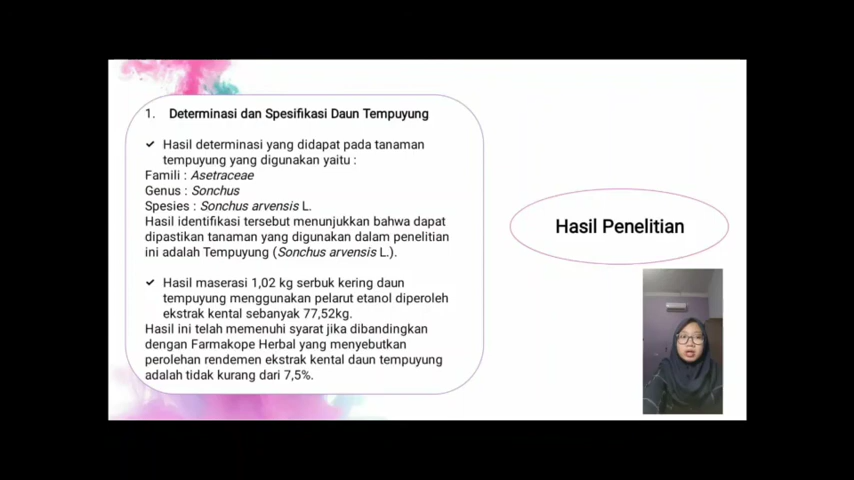 1. Determinasi dan Spesifikasi Daun Tempuyung
✓ Hasil determinasi yang didapat pada tanaman
tempuyung yang digunakan yaitu :
Famili : Asetraceae
Genus : Sonchus
Spesies : Sonchus arvensis L.
Hasil identifikasi tersebut menunjukkan bahwa dapat
dipastikan tanaman yang digunakan dalam penelitian
ini adalah Tempuyung (Sonchus arvensis L.).
✓ Hasil maserasi 1,02 kg serbuk kering daun
tempuyung menggunakan pelarut etanol diperoleh
ekstrak kental sebanyak 77,52kg.
Hasil ini telah memenuhi syarat jika dibandingkan
dengan Farmakope Herbal yang menyebutkan
perolehan rendemen ekstrak kental daun tempuyung
adalah tidak kurang dari 7,5%.
Hasil Penelitian